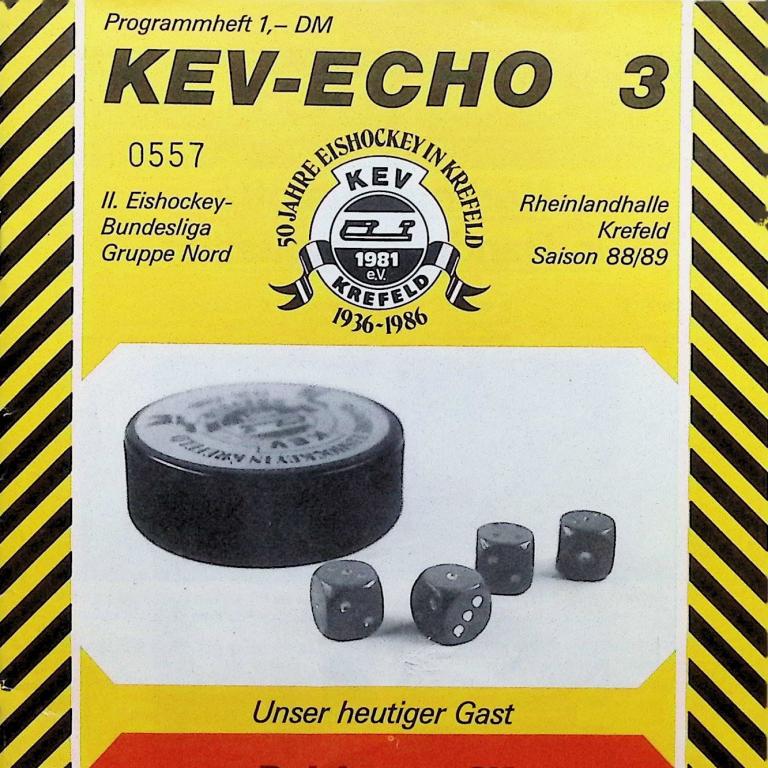 Programmheft 1,– DM
KEV-ECHO 3
0557
II. Eishockey-
Bundesliga
Gruppe Nord
50 JAHRE EISHOCKEY IN KREFELD
KEV
1981
e.V.
KREFELD
1936-1986
Rheinlandhalle
Krefeld
Saison 88/89
KEV
Unser heutiger Gast